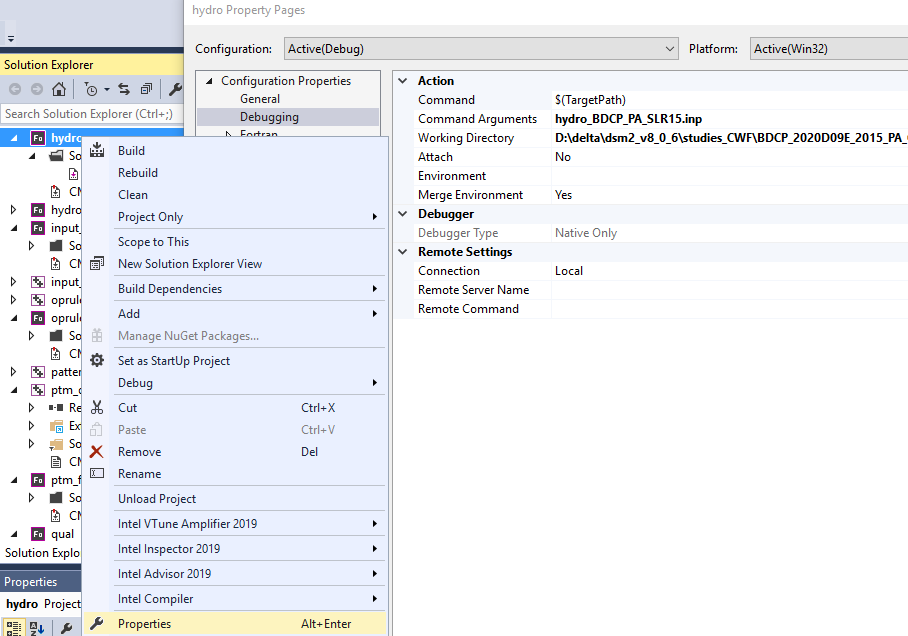 hydro Property Pages
Configuration: Active(Debug) Platform: Active(Win32)
Solution Explorer
Search Solution Explorer (Ctrl+;)
hydro
So
CM
hydro
input_
So
CM
input_
oprule
oprule
So
CM
patter
ptm_c
Re
Ex
So
CM
ptm_f
So
CM
qual
Solution Explo
Properties
hydro Project
Build
Rebuild
Clean
Project Only
Scope to This
New Solution Explorer View
Build Dependencies
Add
Manage NuGet Packages...
Set as StartUp Project
Debug
Cut Ctrl+X
Paste Ctrl+V
Remove Del
Rename
Unload Project
Intel VTune Amplifier 2019
Intel Inspector 2019
Intel Advisor 2019
Intel Compiler
Properties Alt+Enter
Configuration Properties
General
Debugging
Fortran
Action
Command $(TargetPath)
Command Arguments hydro_BDCP_PA_SLR15.inp
Working Directory D:\delta\dsm2_v8_0_6\studies_CWF\BDCP_2020D09E_2015_PA_
Attach No
Environment
Merge Environment Yes
Debugger
Debugger Type Native Only
Remote Settings
Connection Local
Remote Server Name
Remote Command